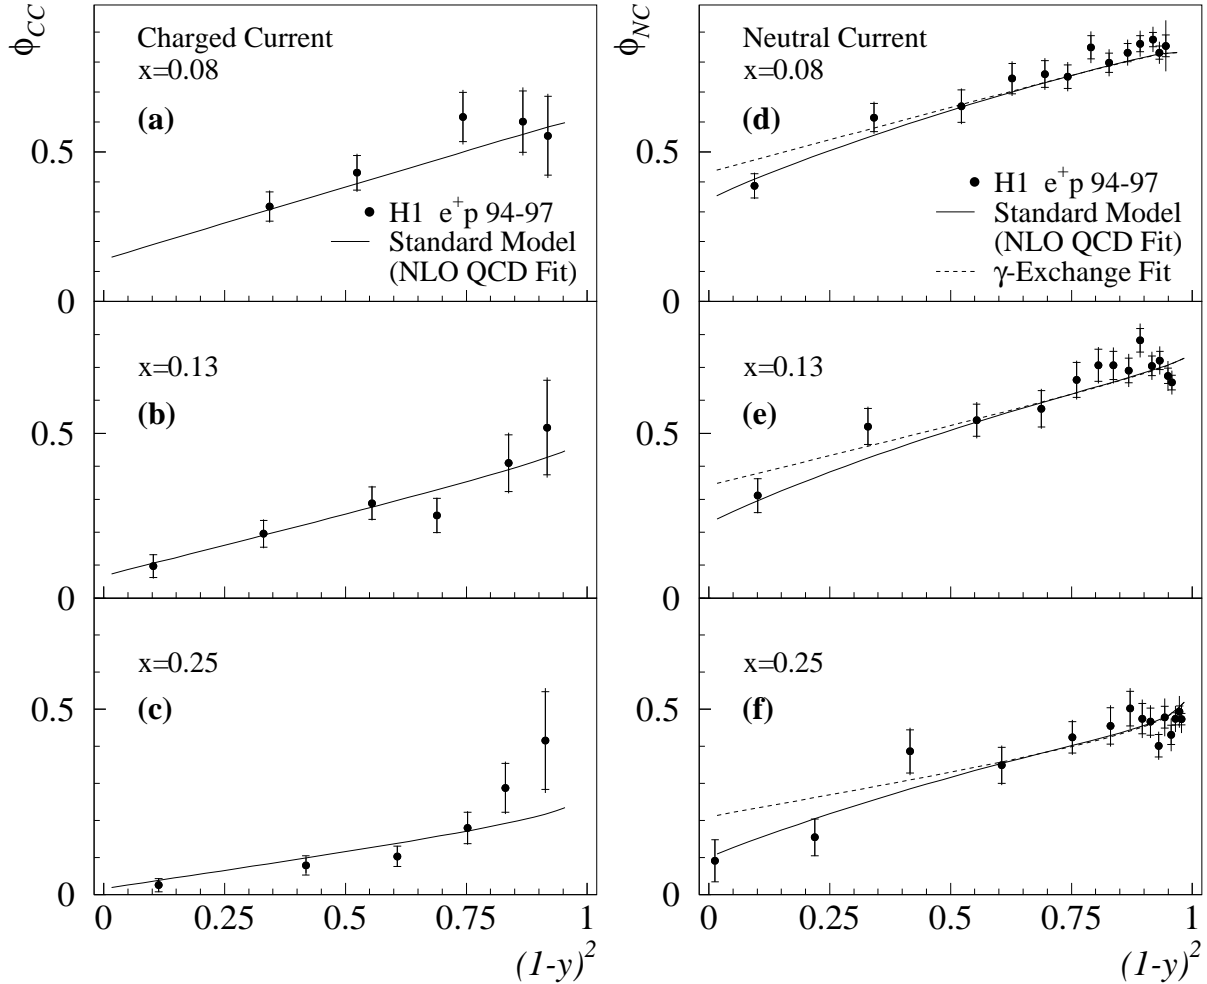 ϕCC
Charged Current
x=0.08
(a)
0.5
H1 e⁺p 94-97
Standard Model
(NLO QCD Fit)
0
x=0.13
(b)
0.5
0
x=0.25
(c)
0.5
0
0 0.25 0.5 0.75 1
(1-y)²
ϕNC
Neutral Current
x=0.08
(d)
0.5
H1 e⁺p 94-97
Standard Model
(NLO QCD Fit)
γ-Exchange Fit
0
x=0.13
(e)
0.5
0
x=0.25
(f)
0.5
0
0 0.25 0.5 0.75 1
(1-y)²